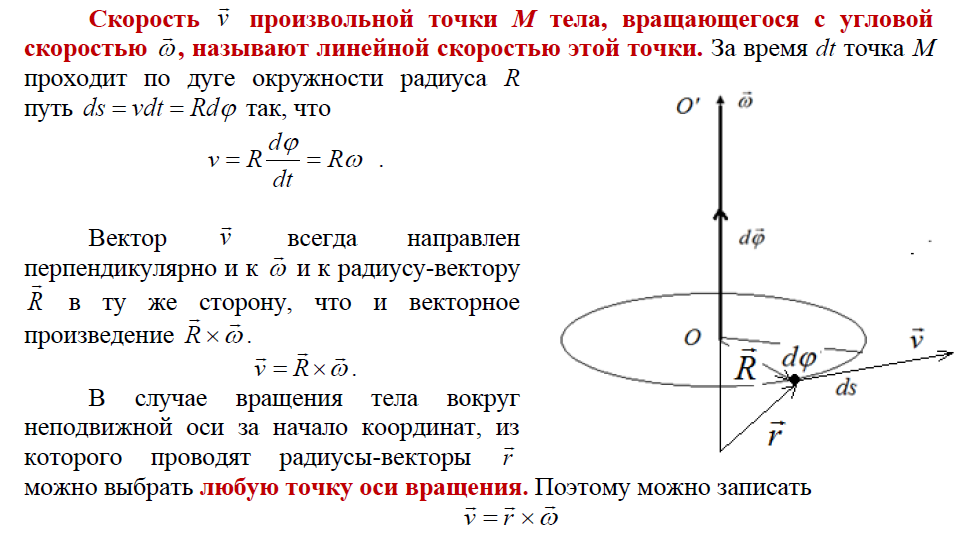 Скорость v⃗ произвольной точки M тела, вращающегося с угловой
скоростью ω⃗, называют линейной скоростью этой точки. За время dt точка M
проходит по дуге окружности радиуса R
путь ds = vdt = Rdφ так, что
v = R dφ/dt = Rω .
Вектор v⃗ всегда направлен
перпендикулярно и к ω⃗ и к радиусу-вектору
R⃗ в ту же сторону, что и векторное
произведение R⃗ × ω⃗.
v⃗ = R⃗ × ω⃗.
В случае вращения тела вокруг
неподвижной оси за начало координат, из
которого проводят радиусы-векторы r⃗
можно выбрать любую точку оси вращения. Поэтому можно записать
v⃗ = r⃗ × ω⃗
O′ ω⃗
dφ⃗
O
R⃗
dφ
v⃗
ds
r⃗